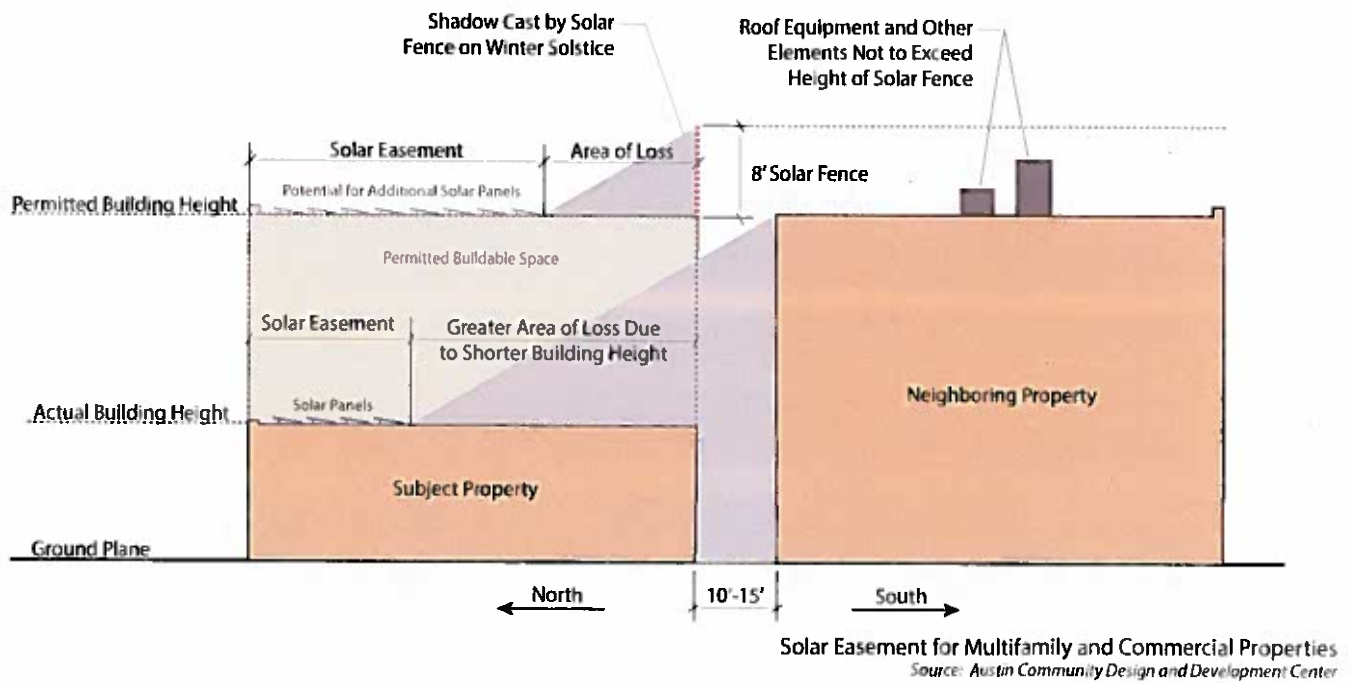 Shadow Cast by Solar
Fence on Winter Solstice
Roof Equipment and Other
Elements Not to Exceed
Height of Solar Fence
Solar Easement
Area of Loss
8' Solar Fence
Potential for Additional Solar Panels
Permitted Building Height
Permitted Buildable Space
Solar Easement
Greater Area of Loss Due
to Shorter Building Height
Neighboring Property
Solar Panels
Actual Building Height
Subject Property
Ground Plane
North
10'-15'
South
Solar Easement for Multifamily and Commercial Properties
Source: Austin Community Design and Development Center